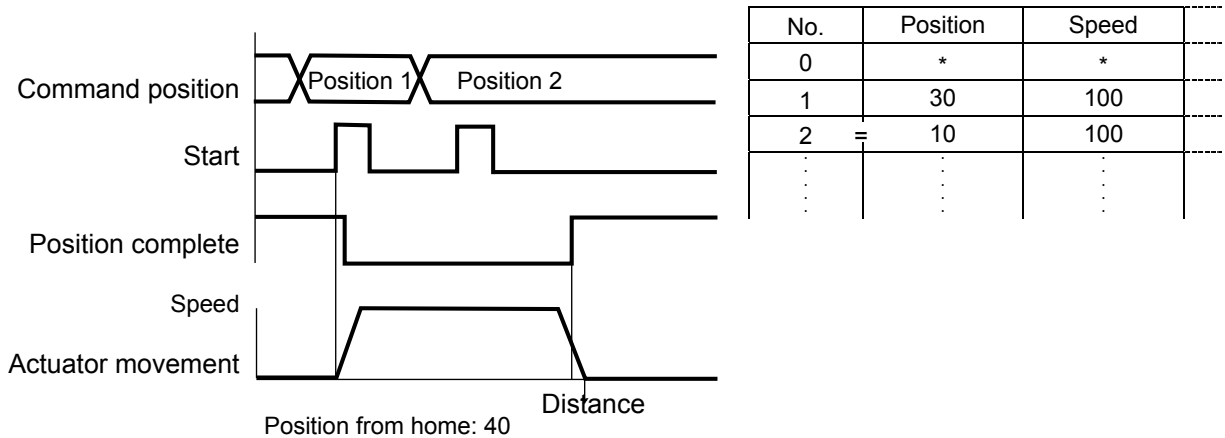 Command position
Position 1
Position 2
Start
Position complete
Speed
Actuator movement
Distance
Position from home: 40
No. Position Speed
0 * *
1 30 100
2 = 10 100